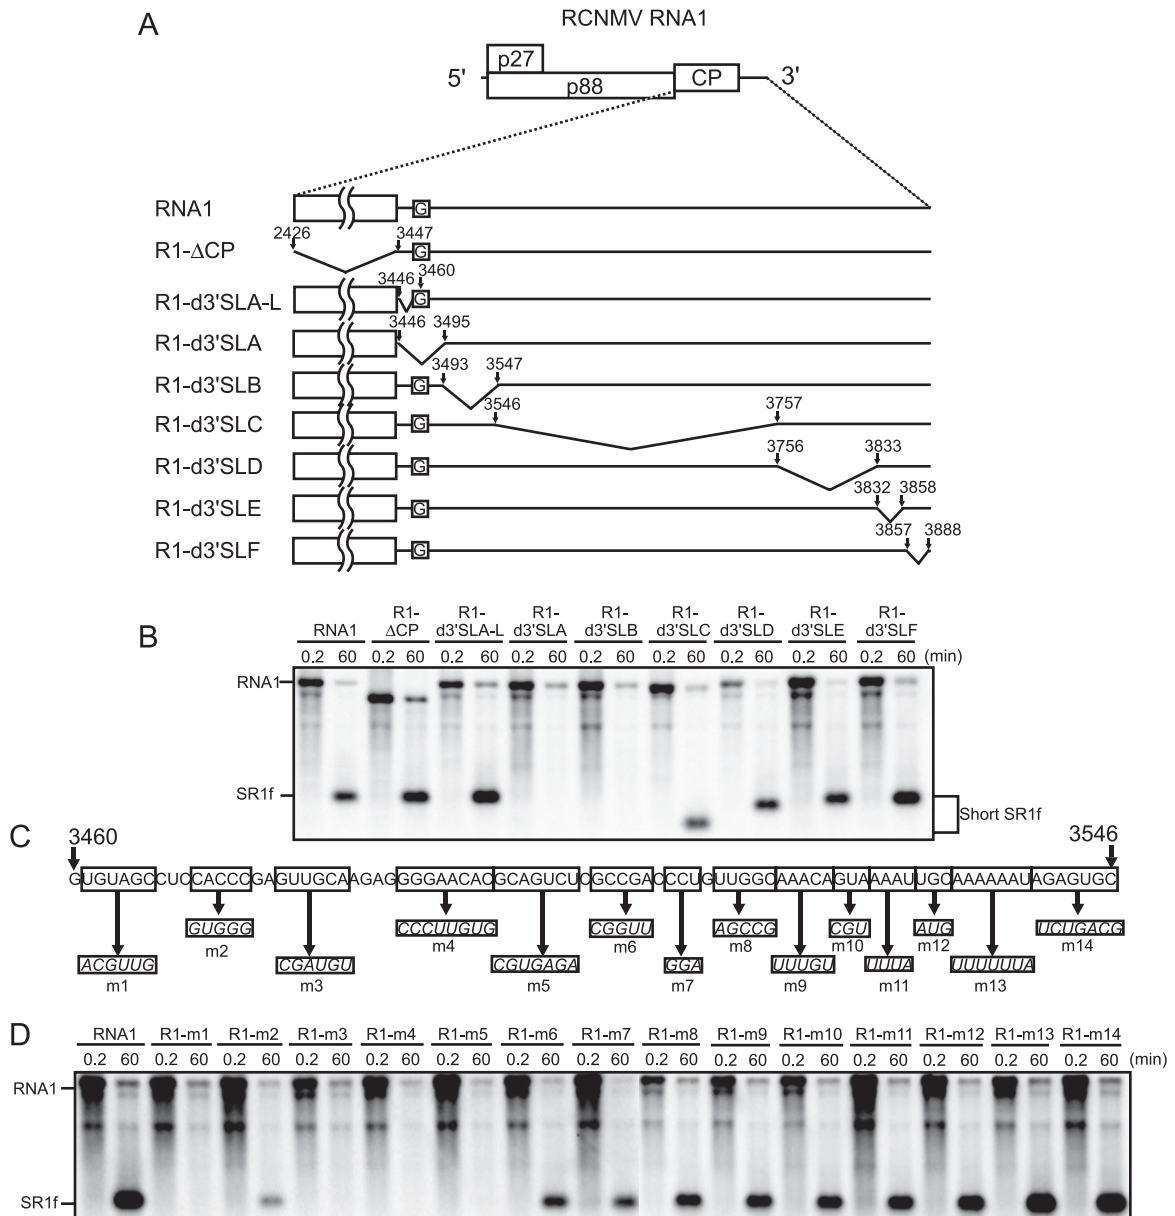 A
RCNMV RNA1
p27
5' CP 3'
p88
RNA1 G
2426 3447
R1-ΔCP G
3446 3460
R1-d3'SLA-L G
3446 3495
R1-d3'SLA
3493 3547
R1-d3'SLB G
3546 3757
R1-d3'SLC G
3756 3833
R1-d3'SLD G
3832 3858
R1-d3'SLE G
3857 3888
R1-d3'SLF G
B
R1- R1- R1- R1- R1- R1- R1- R1-
RNA1 ΔCP d3'SLA-L d3'SLA d3'SLB d3'SLC d3'SLD d3'SLE d3'SLF
0.2 60 0.2 60 0.2 60 0.2 60 0.2 60 0.2 60 0.2 60 0.2 60 0.2 60 (min)
RNA1
SR1f
Short SR1f
C
3460 3546
GUGUAGCCUCCACCCGAGUUGCAAGAGGGGAACACGCAGUCUCGCCGACCCUGUUGGCAAACAGUAAAAUUGCAAAAAAUAGAGUGC
GUGGG CCCUUGUG CGGUU AGCCG CGU AUG UCUGACG
m2 m4 m6 m8 m10 m12 m14
ACGUUG CGAUGU CGUGAGA GGA UUUGU UUUA UUUUUUA
m1 m3 m5 m7 m9 m11 m13
D
RNA1 R1-m1 R1-m2 R1-m3 R1-m4 R1-m5 R1-m6 R1-m7 R1-m8 R1-m9 R1-m10 R1-m11 R1-m12 R1-m13 R1-m14
0.2 60 0.2 60 0.2 60 0.2 60 0.2 60 0.2 60 0.2 60 0.2 60 0.2 60 0.2 60 0.2 60 0.2 60 0.2 60 0.2 60 0.2 60 (min)
RNA1
SR1f